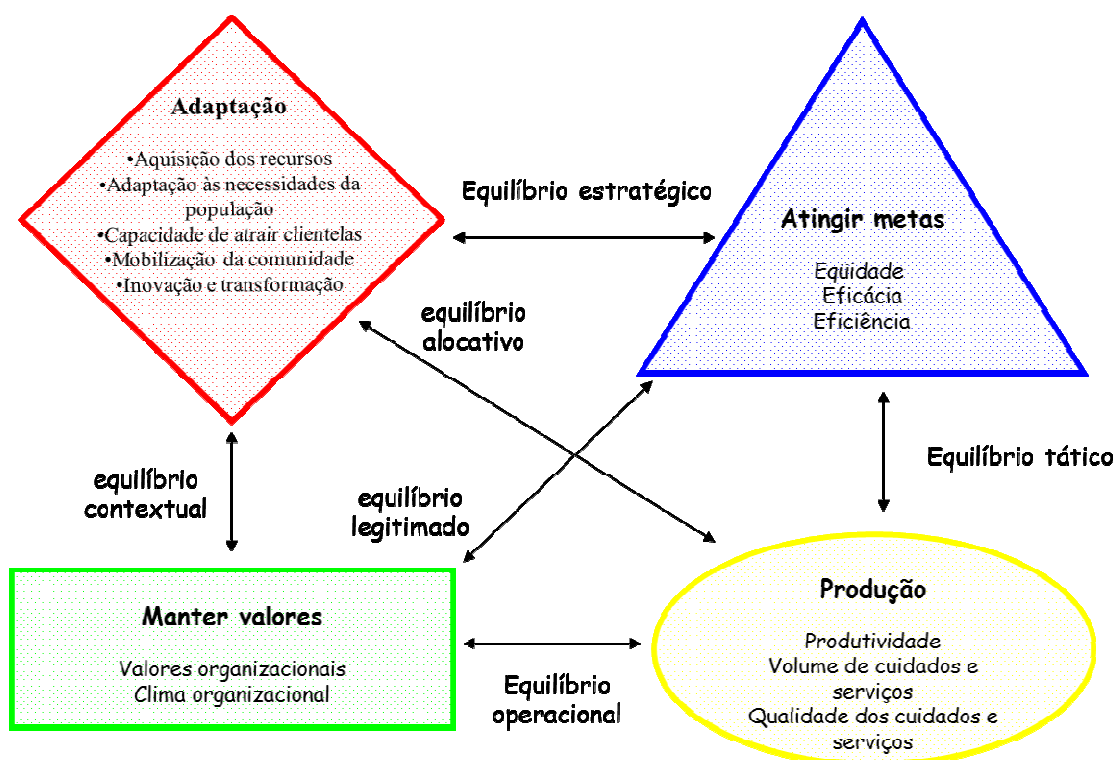 Adaptação
•Aquisição dos recursos
•Adaptação às necessidades da
população
•Capacidade de atrair clientelas
•Mobilização da comunidade
•Inovação e transformação
Equilíbrio estratégico
Atingir metas
Eqüidade
Eficácia
Eficiência
equilíbrio
alocativo
equilíbrio
contextual
equilíbrio
legitimado
Equilíbrio tático
Manter valores
Valores organizacionais
Clima organizacional
Equilíbrio
operacional
Produção
Produtividade
Volume de cuidados e
serviços
Qualidade dos cuidados e
serviços